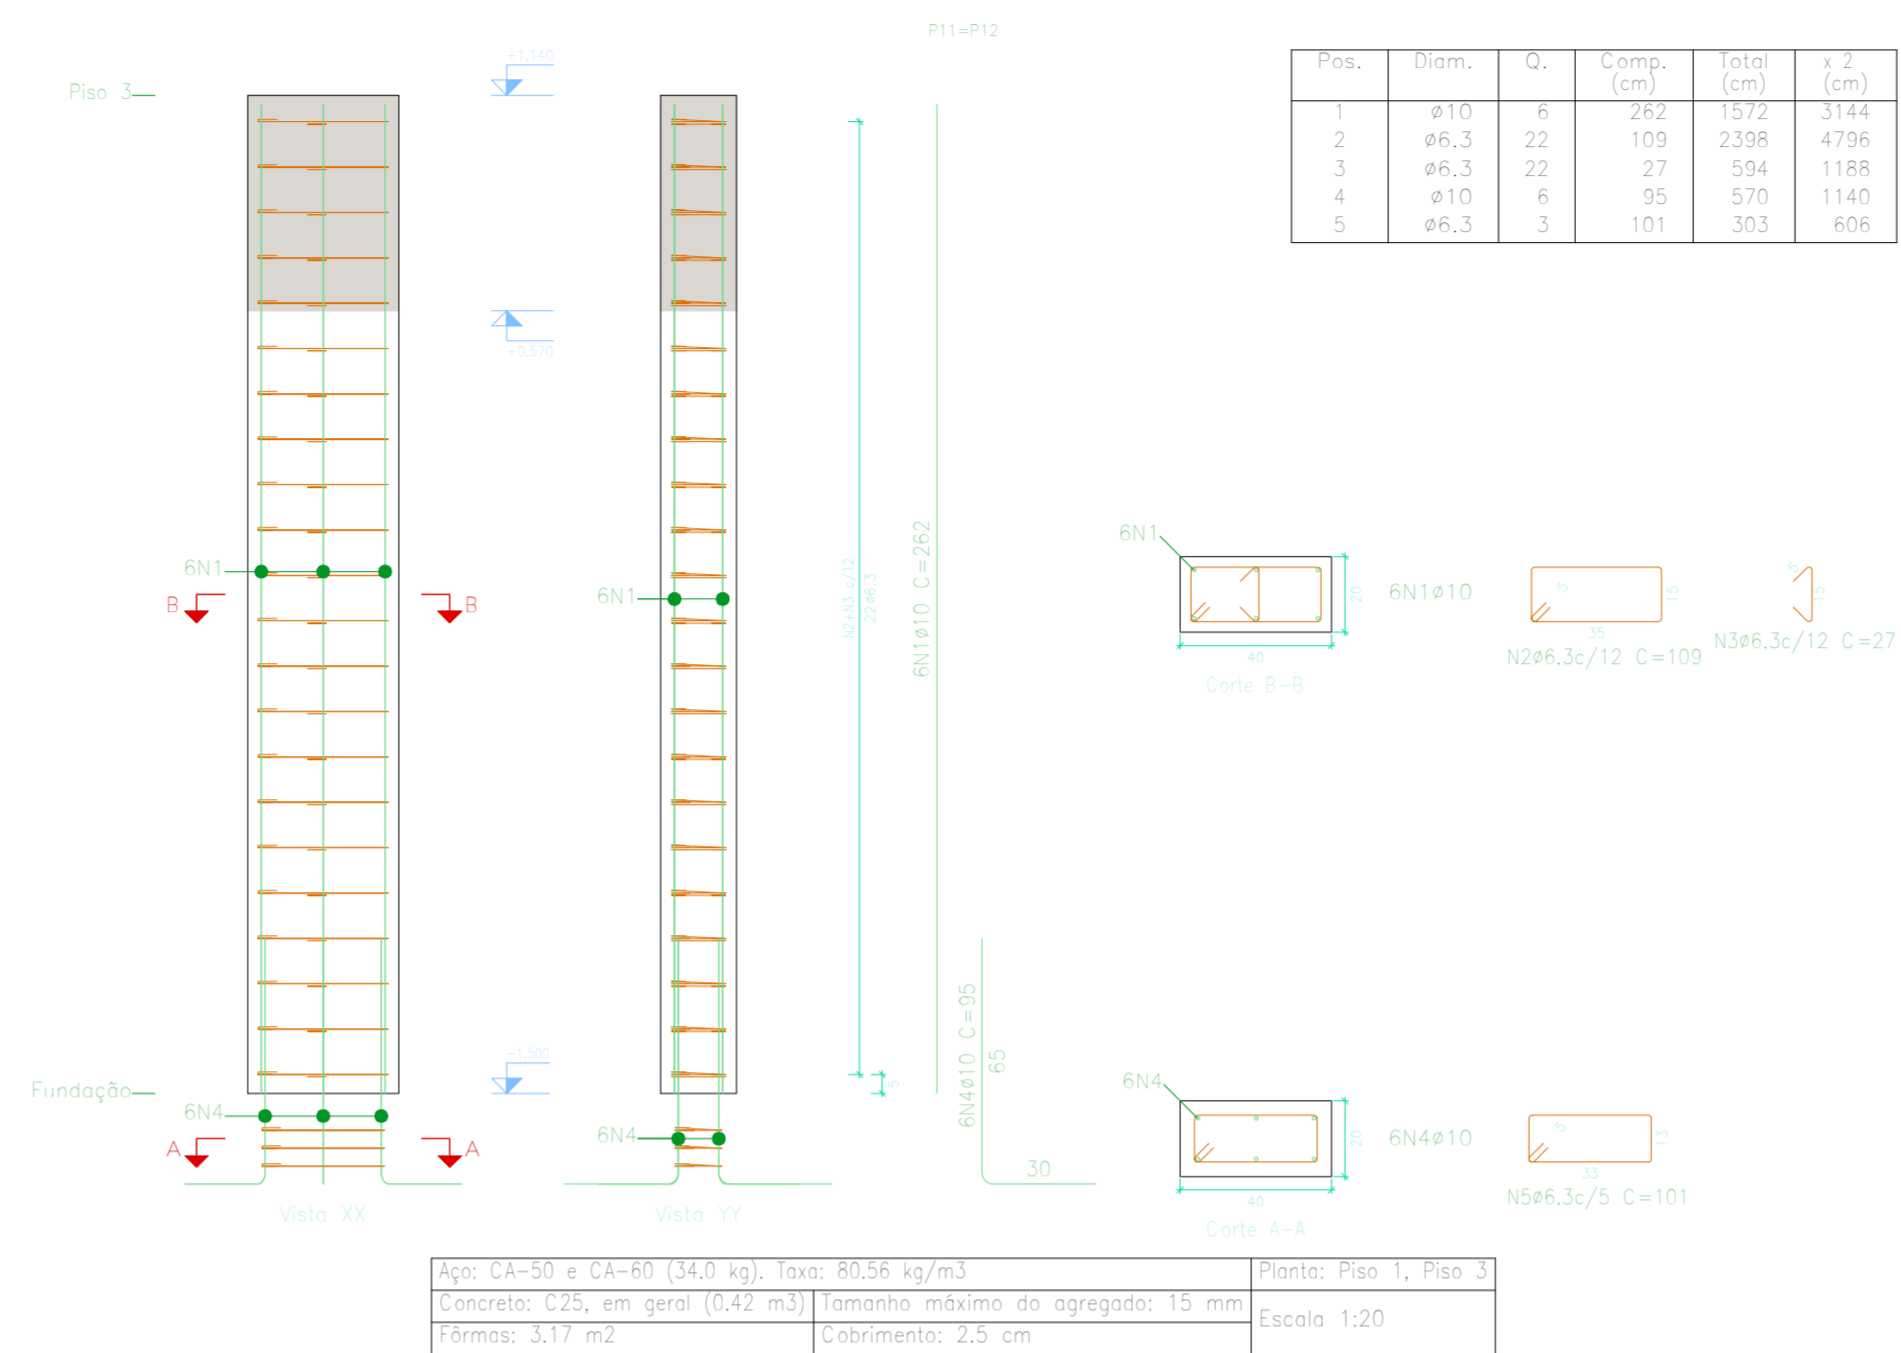 P11=P12
Piso 3
+1,140
+0,570
6N1
B B
Fundação
-1,500
6N4
A A
Vista XX
6N1
6N4
Vista YY
N2+N3 c/12
22ø6.3
5
6N1ø10 C=262
6N4ø10 C=95
65
30
Pos. Diam. Q. Comp. (cm) Total (cm) x 2 (cm)
1 ø10 6 262 1572 3144
2 ø6.3 22 109 2398 4796
3 ø6.3 22 27 594 1188
4 ø10 6 95 570 1140
5 ø6.3 3 101 303 606
6N1
20
40
Corte B-B
6N1ø10
5
15
35
N2ø6.3c/12 C=109
5
15
N3ø6.3c/12 C=27
6N4
20
40
Corte A-A
6N4ø10
5
13
33
N5ø6.3c/5 C=101
Aço: CA-50 e CA-60 (34.0 kg). Taxa: 80.56 kg/m3
Planta: Piso 1, Piso 3
Concreto: C25, em geral (0.42 m3)
Tamanho máximo do agregado: 15 mm
Escala 1:20
Fôrmas: 3.17 m2
Cobrimento: 2.5 cm